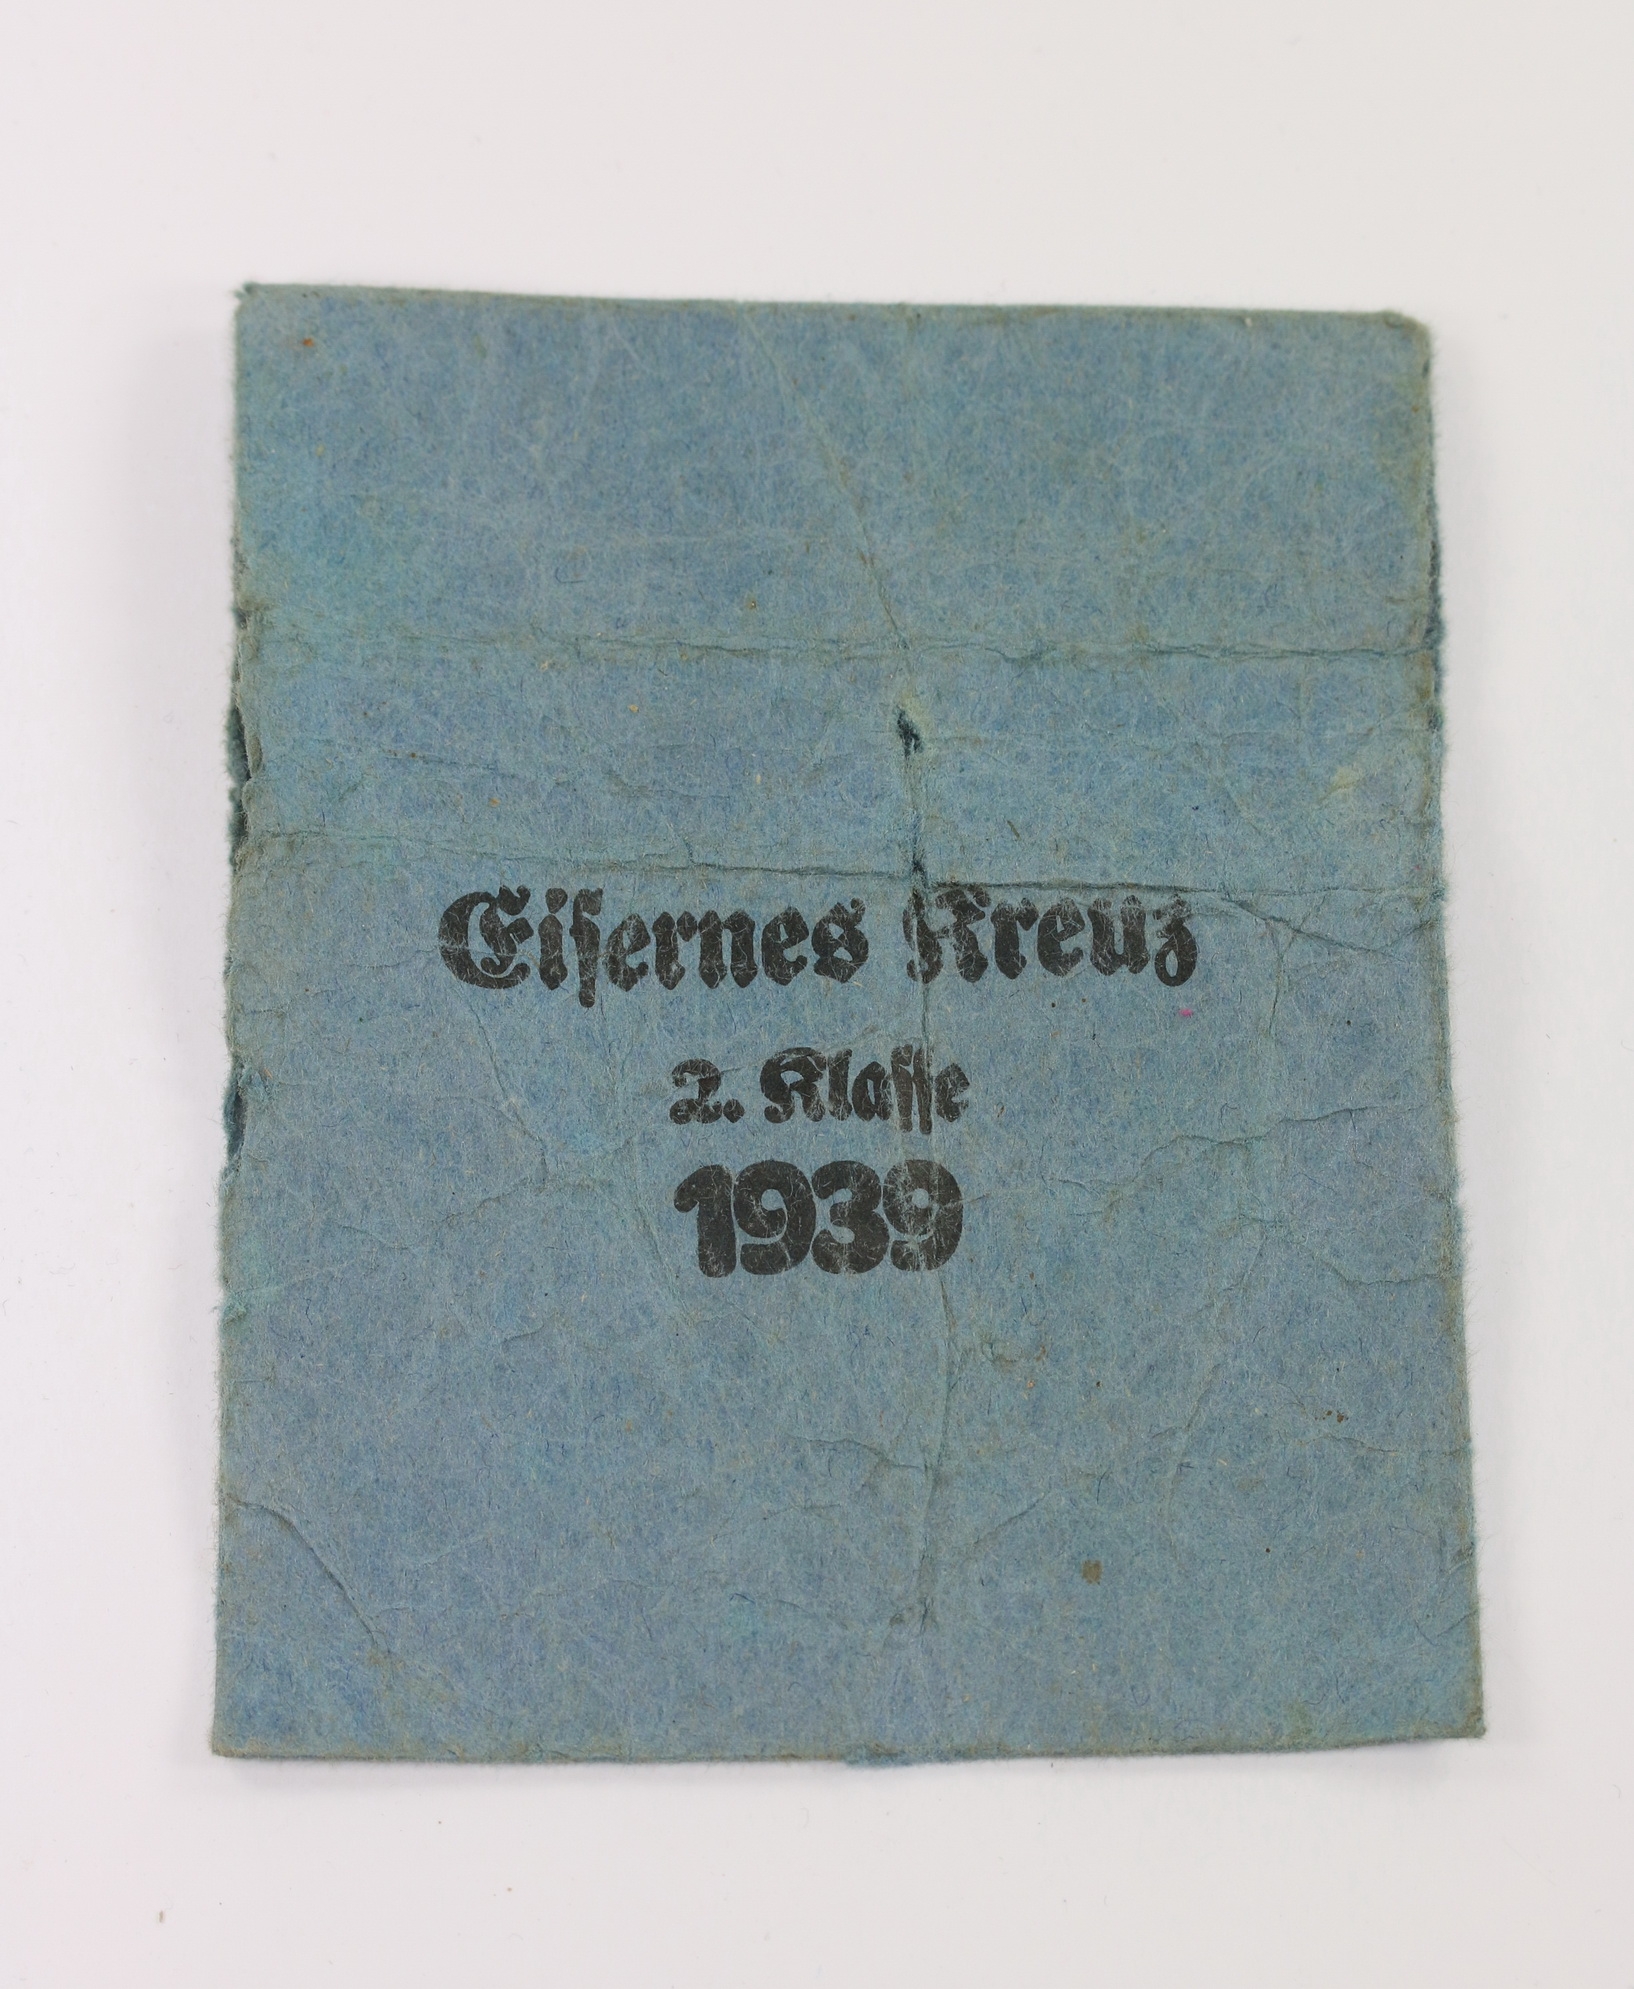 Eiſernes Kreuz
2. Klaſſe
1939